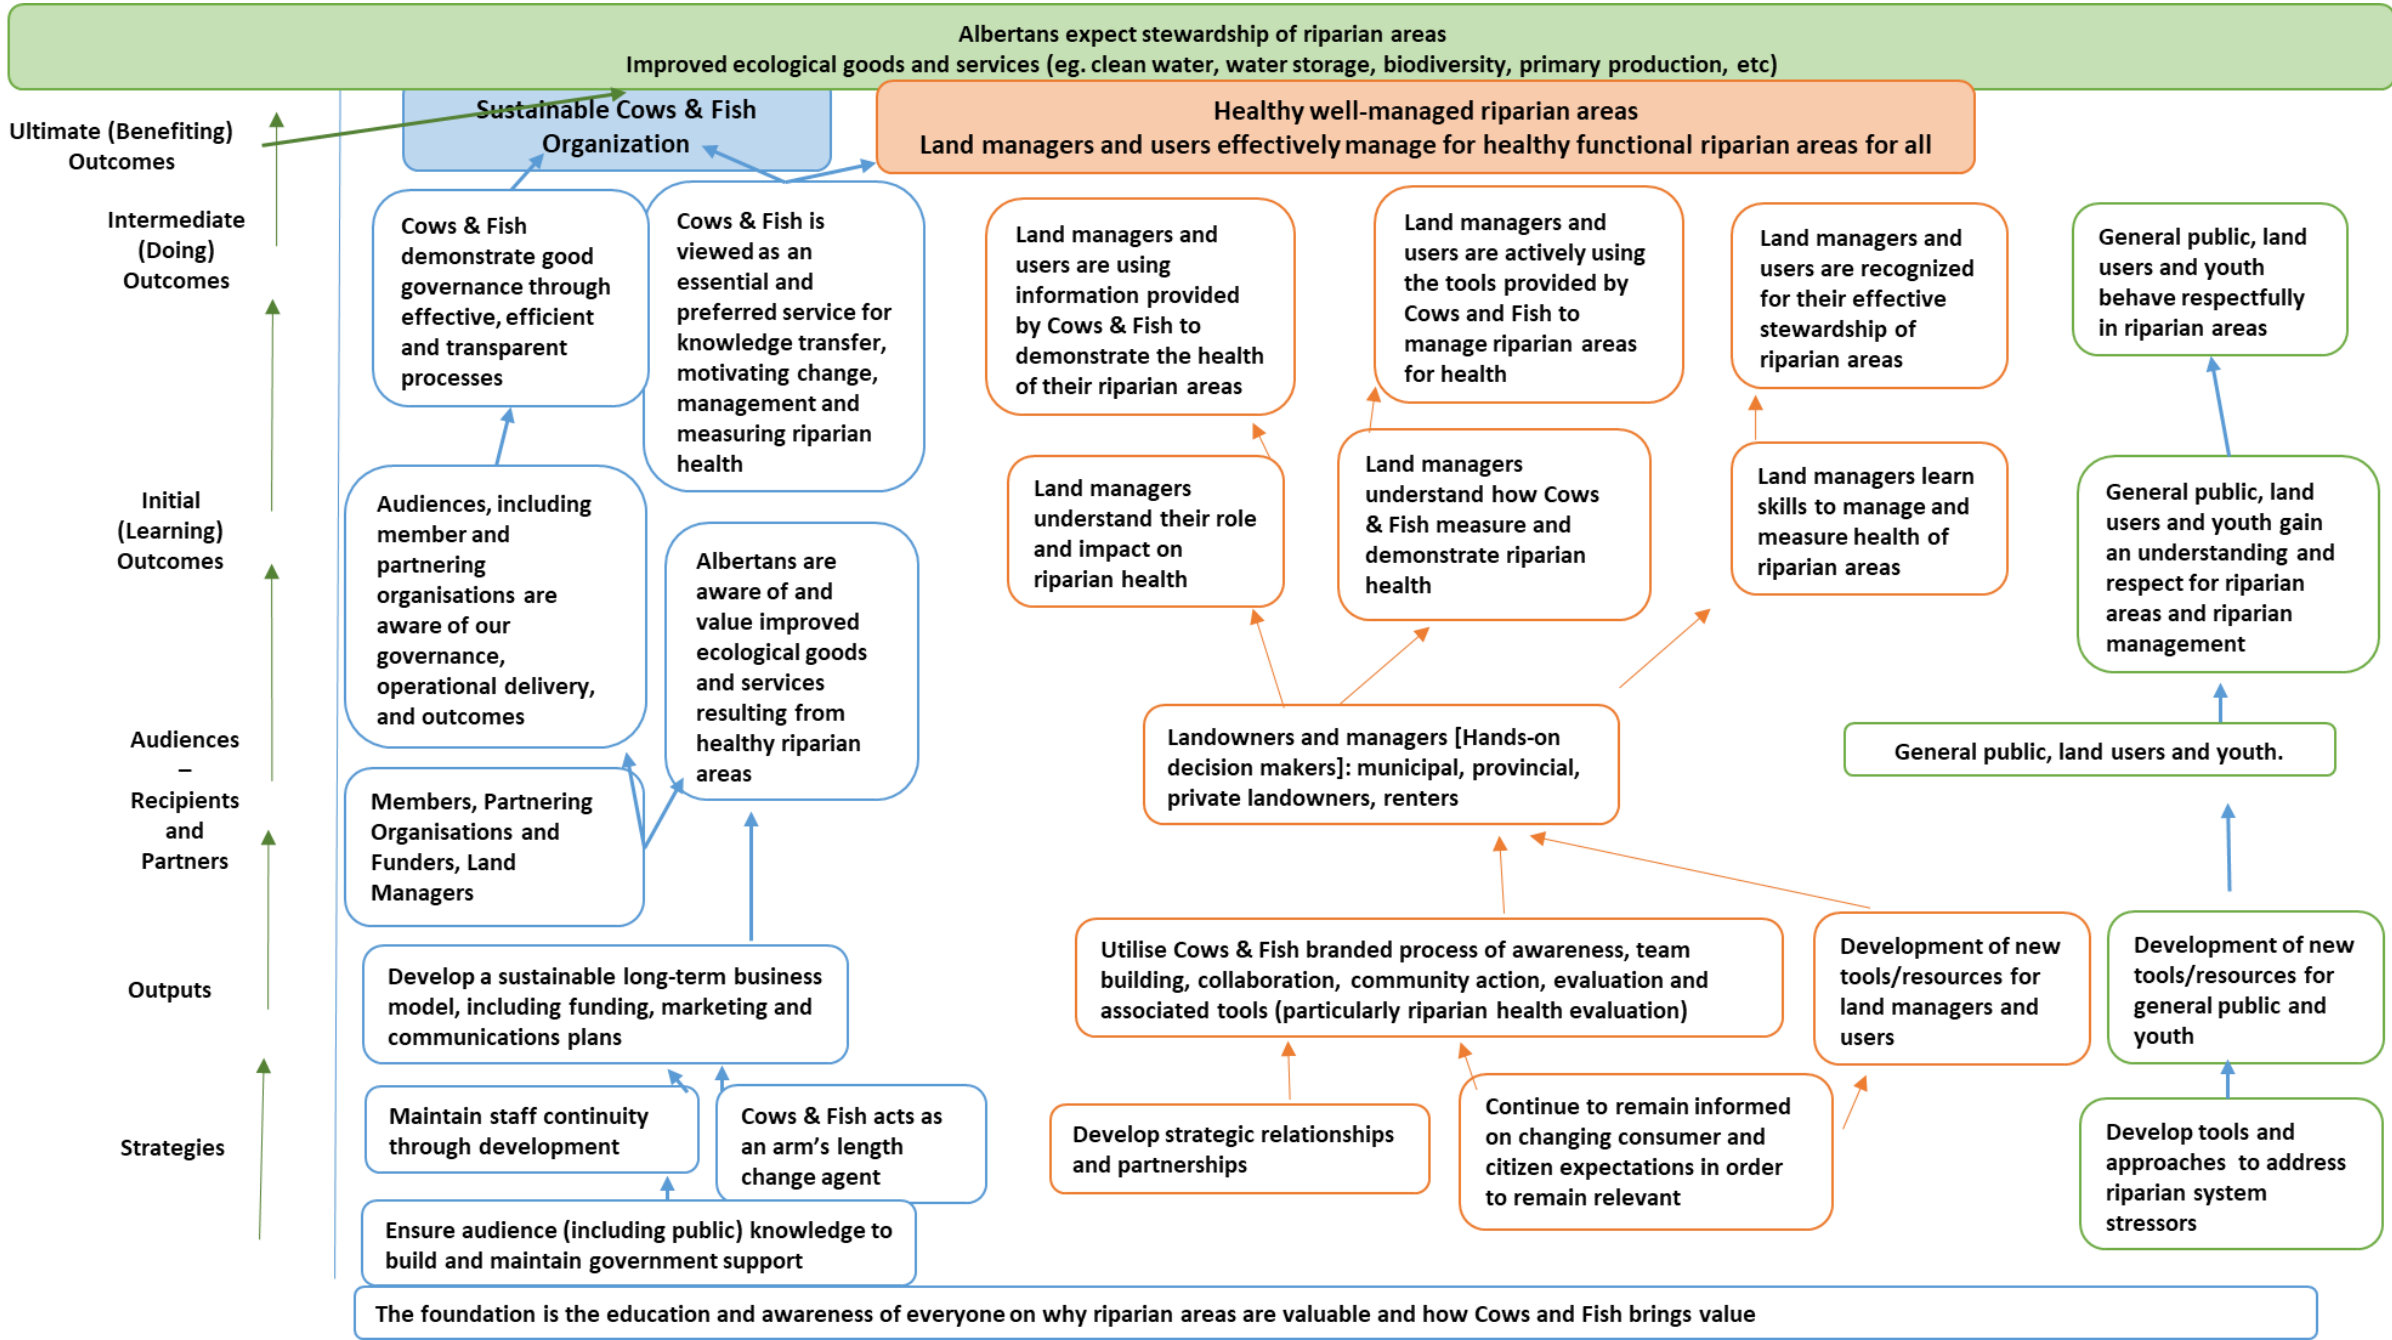 Albertans expect stewardship of riparian areas
Improved ecological goods and services (eg. clean water, water storage, biodiversity, primary production, etc)
Ultimate (Benefiting)
Outcomes
Sustainable Cows & Fish
Organization
Healthy well-managed riparian areas
Land managers and users effectively manage for healthy functional riparian areas for all
Intermediate
(Doing)
Outcomes
Cows & Fish
demonstrate good
governance through
effective, efficient
and transparent
processes
Cows & Fish is
viewed as an
essential and
preferred service for
knowledge transfer,
motivating change,
management and
measuring riparian
health
Land managers and
users are using
information provided
by Cows & Fish to
demonstrate the health
of their riparian areas
Land managers and
users are actively using
the tools provided by
Cows and Fish to
manage riparian areas
for health
Land managers and
users are recognized
for their effective
stewardship of
riparian areas
General public, land
users and youth
behave respectfully
in riparian areas
Initial
(Learning)
Outcomes
Audiences, including
member and
partnering
organisations are
aware of our
governance,
operational delivery,
and outcomes
Albertans are
aware of and
value improved
ecological goods
and services
resulting from
healthy riparian
areas
Land managers
understand their role
and impact on
riparian health
Land managers
understand how Cows
& Fish measure and
demonstrate riparian
health
Land managers learn
skills to manage and
measure health of
riparian areas
General public, land
users and youth gain
an understanding and
respect for riparian
areas and riparian
management
Audiences
–
Recipients
and
Partners
Members, Partnering
Organisations and
Funders, Land
Managers
Landowners and managers [Hands-on
decision makers]: municipal, provincial,
private landowners, renters
General public, land users and youth.
Outputs
Develop a sustainable long-term business
model, including funding, marketing and
communications plans
Utilise Cows & Fish branded process of awareness, team
building, collaboration, community action, evaluation and
associated tools (particularly riparian health evaluation)
Development of new
tools/resources for
land managers and
users
Development of new
tools/resources for
general public and
youth
Strategies
Maintain staff continuity
through development
Cows & Fish acts as
an arm's length
change agent
Develop strategic relationships
and partnerships
Continue to remain informed
on changing consumer and
citizen expectations in order
to remain relevant
Develop tools and
approaches to address
riparian system
stressors
Ensure audience (including public) knowledge to
build and maintain government support
The foundation is the education and awareness of everyone on why riparian areas are valuable and how Cows and Fish brings value